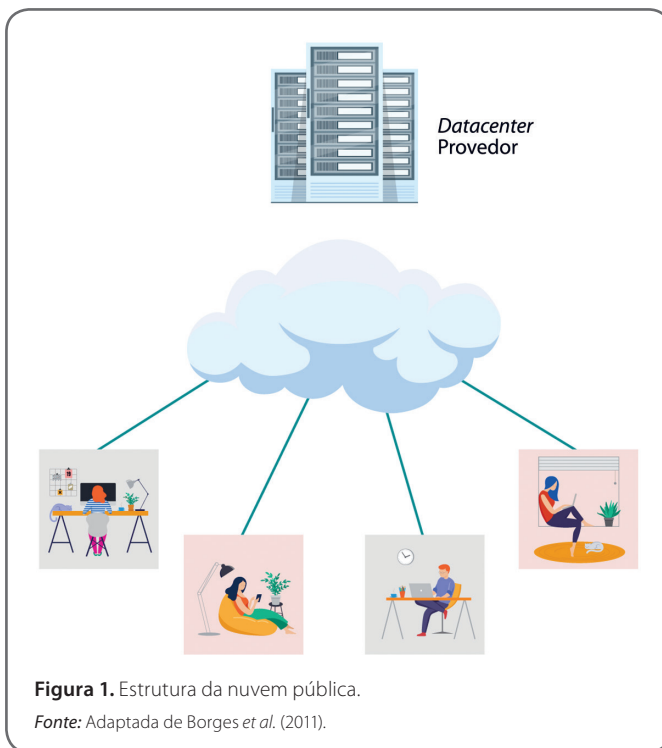 Datacenter
Provedor
Figura 1. Estrutura da nuvem pública.
Fonte: Adaptada de Borges et al. (2011).